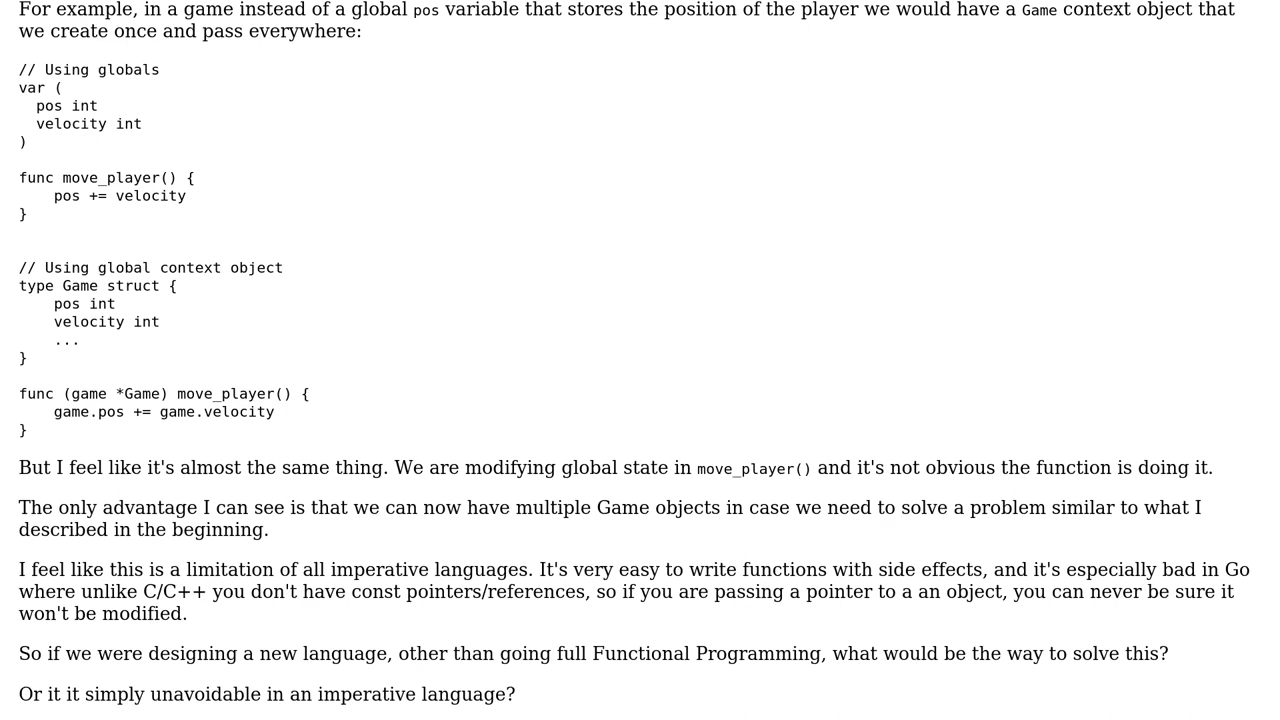 For example, in a game instead of a global pos variable that stores the position of the player we would have a Game context object that
we create once and pass everywhere:
// Using globals
var (
  pos int
  velocity int
)
func move_player() {
    pos += velocity
}
// Using global context object
type Game struct {
    pos int
    velocity int
    ...
}
func (game *Game) move_player() {
    game.pos += game.velocity
}
But I feel like it's almost the same thing. We are modifying global state in move_player() and it's not obvious the function is doing it.
The only advantage I can see is that we can now have multiple Game objects in case we need to solve a problem similar to what I
described in the beginning.
I feel like this is a limitation of all imperative languages. It's very easy to write functions with side effects, and it's especially bad in Go
where unlike C/C++ you don't have const pointers/references, so if you are passing a pointer to a an object, you can never be sure it
won't be modified.
So if we were designing a new language, other than going full Functional Programming, what would be the way to solve this?
Or it it simply unavoidable in an imperative language?